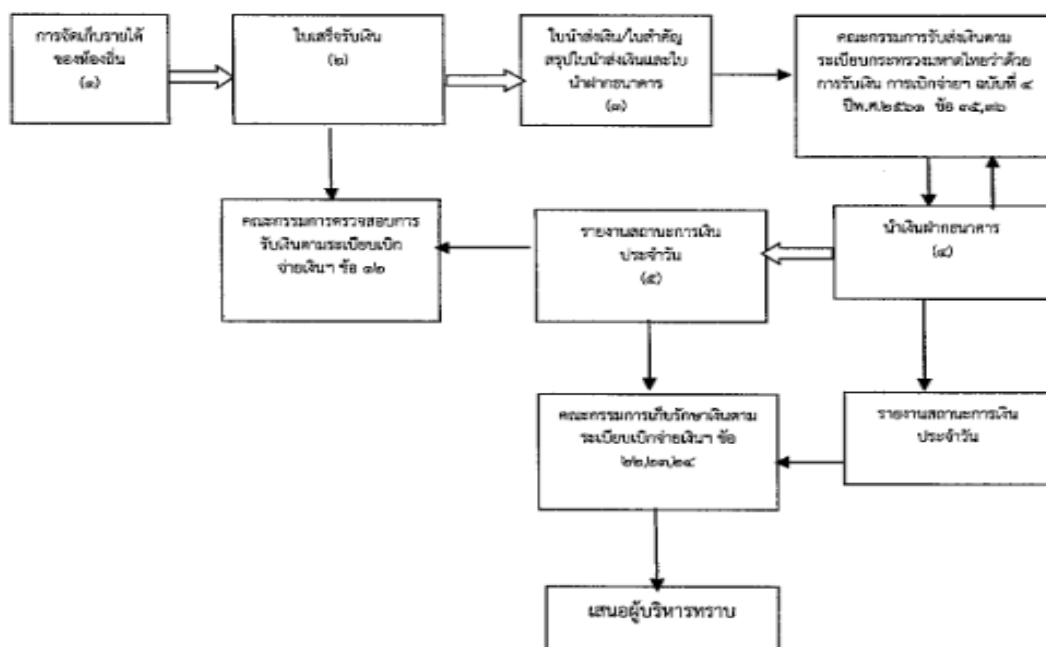 การจัดเก็บรายได้
ของท้องถิ่น
(๑)
ใบเสร็จรับเงิน
(๒)
ใบนำส่งเงิน/ใบสำคัญ
สรุปใบนำส่งเงินและใบ
นำฝากธนาคาร
(๓)
คณะกรรมการรับส่งเงินตาม
ระเบียบกระทรวงมหาดไทยว่าด้วย
การรับเงิน การเบิกจ่ายฯ ฉบับที่ ๔
ปีพ.ศ.๒๕๖๑ ข้อ ๓๕,๓๖
คณะกรรมการตรวจสอบการ
รับเงินตามระเบียบเบิก
จ่ายเงินฯ ข้อ ๑๒
รายงานสถานะการเงิน
ประจำวัน
(๕)
นำเงินฝากธนาคาร
(๔)
คณะกรรมการเก็บรักษาเงินตาม
ระเบียบเบิกจ่ายเงินฯ ข้อ
๒๒,๒๓,๒๔
รายงานสถานะการเงิน
ประจำวัน
เสนอผู้บริหารทราบ